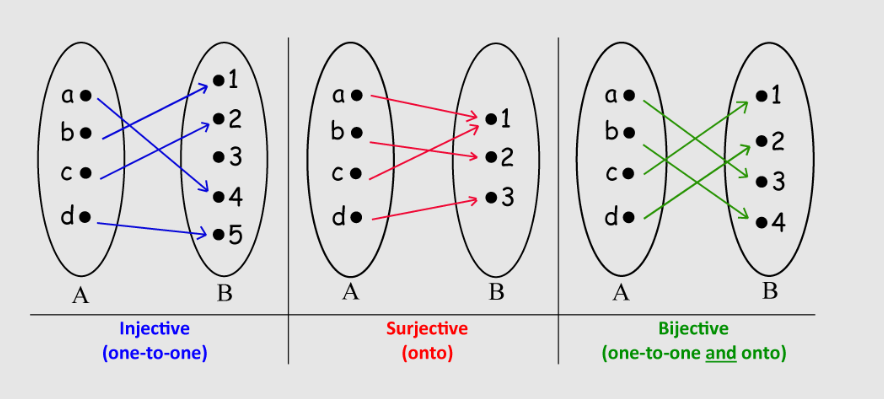 a
b
c
d
1
2
3
4
5
A
B
Injective
(one-to-one)
a
b
c
d
1
2
3
A
B
Surjective
(onto)
a
b
c
d
1
2
3
4
A
B
Bijective
(one-to-one and onto)